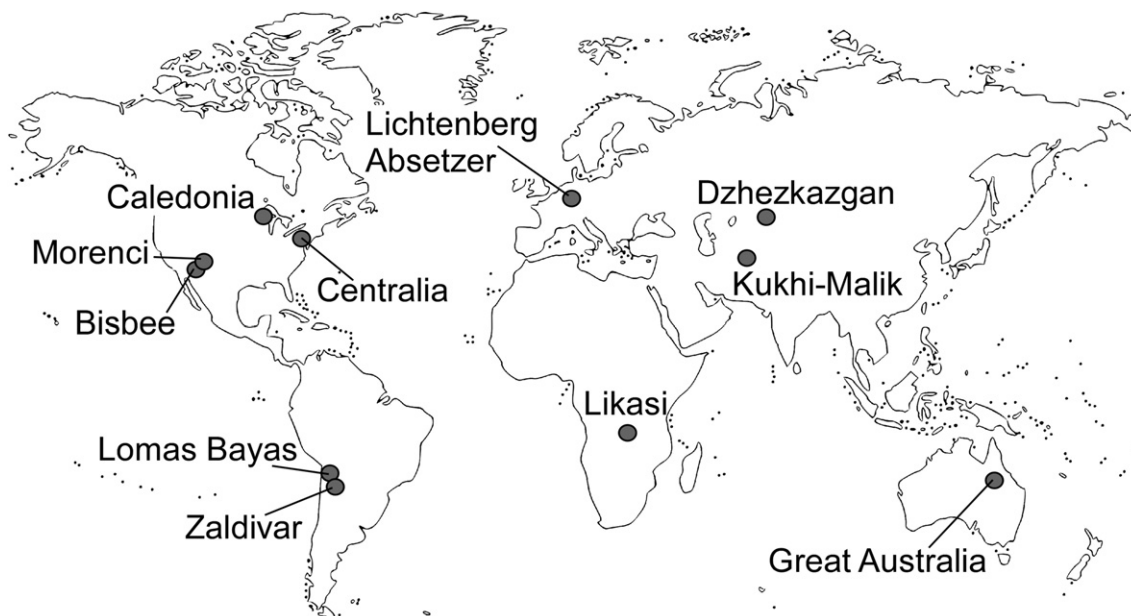 Lichtenberg
Absetzer
Caledonia
Dzhezkazgan
Morenci
Centralia
Kukhi-Malik
Bisbee
Likasi
Lomas Bayas
Zaldivar
Great Australia